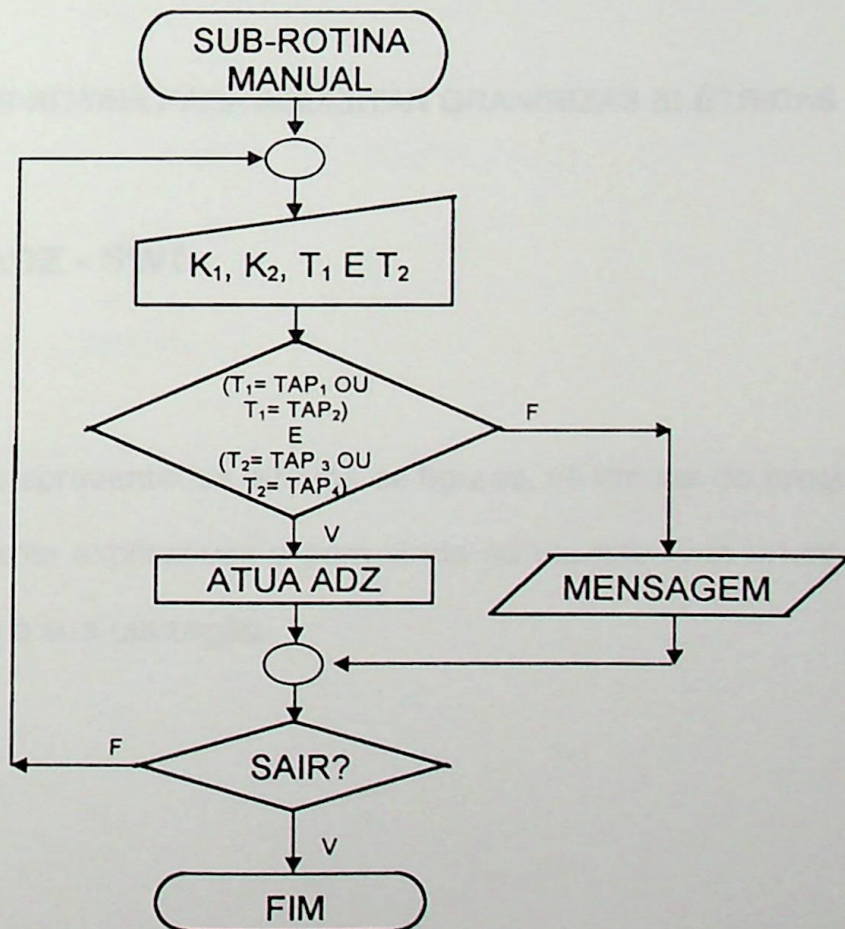 SUB-ROTINA
MANUAL
K₁, K₂, T₁ E T₂
(T₁= TAP₁ OU
T₁= TAP₂)
E
(T₂= TAP₃ OU
T₂= TAP₄)
F
V
ATUA ADZ
MENSAGEM
F
SAIR?
V
FIM